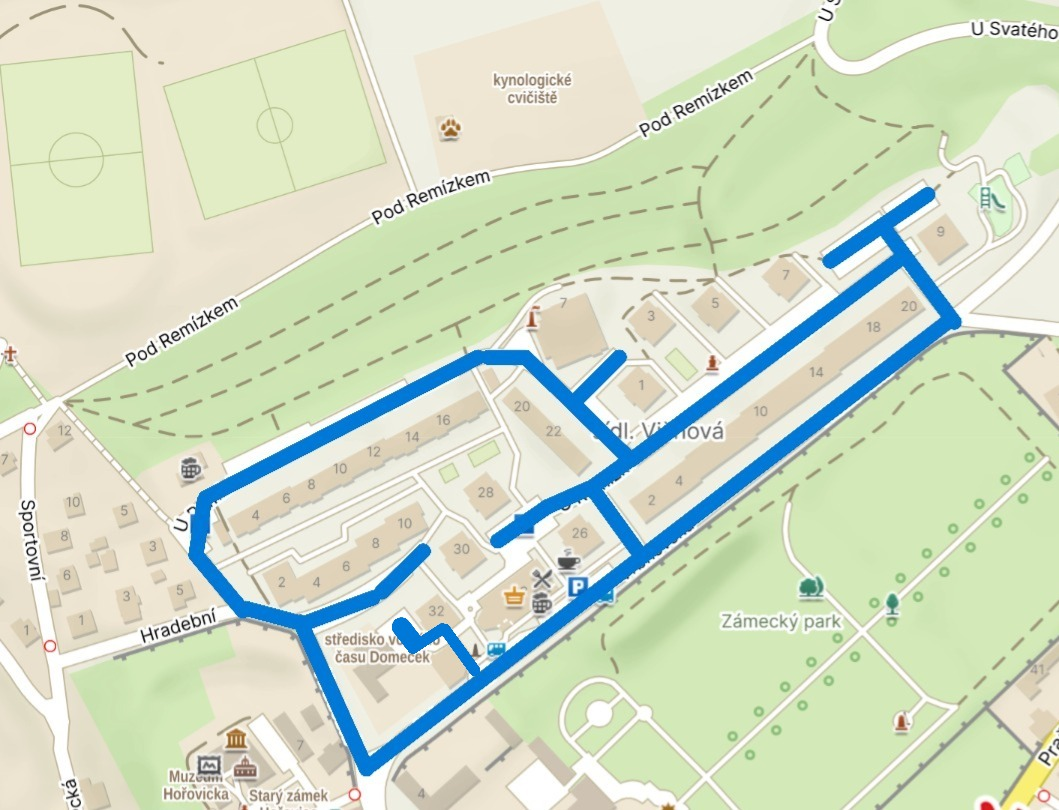 U Svatého
kynologické
cvičiště
Pod Remízkem
Pod Remízkem
Pod Remízkem
Sportovní
Hradební
12
7
10
5
8
3
6
5
3
1
1
9
7
5
3
7
1
20
18
14
10
4
2
20
22
16
14
12
10
8
6
4
28
26
10
8
6
4
2
30
32
středisko
času Domeček
P
Zámecký park
Muzeum
Hořovicka
Starý zámek
7
4
41